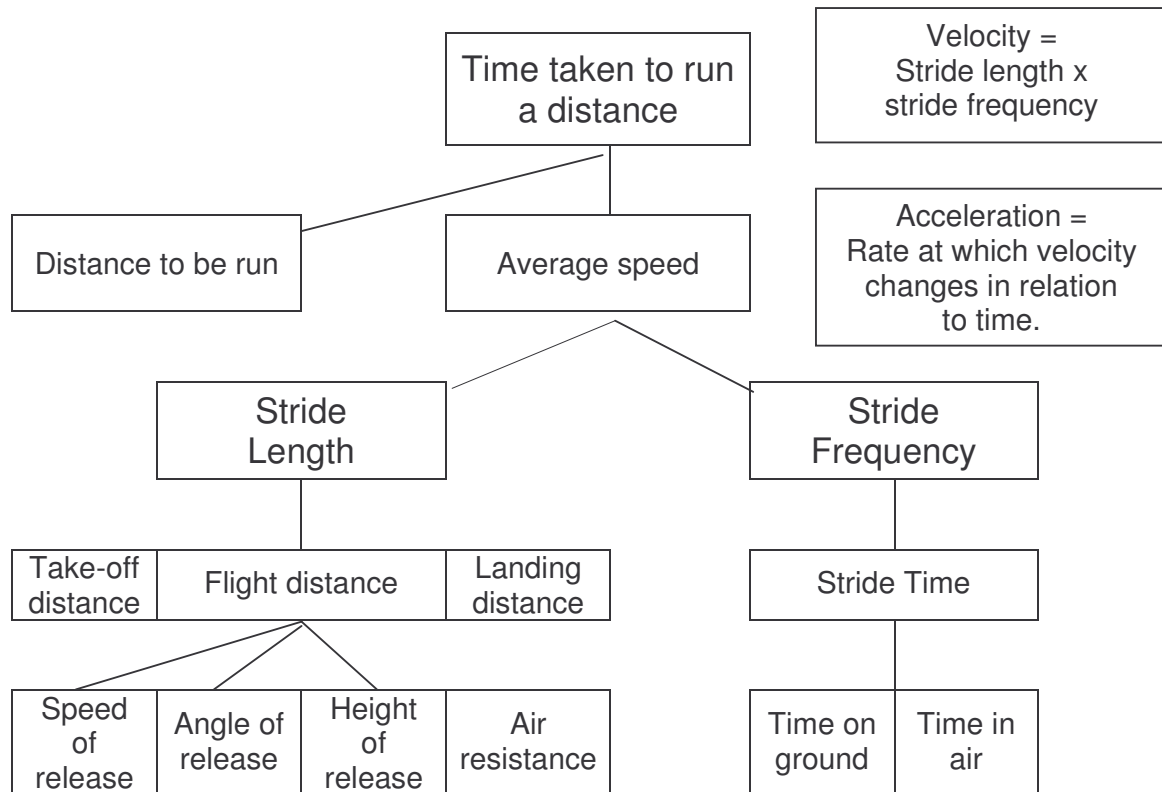 Time taken to run
a distance
Velocity =
Stride length x
stride frequency
Distance to be run
Average speed
Acceleration =
Rate at which velocity
changes in relation
to time.
Stride
Length
Stride
Frequency
Take-off
distance
Flight distance
Landing
distance
Stride Time
Speed
of
release
Angle of
release
Height
of
release
Air
resistance
Time on
ground
Time in
air